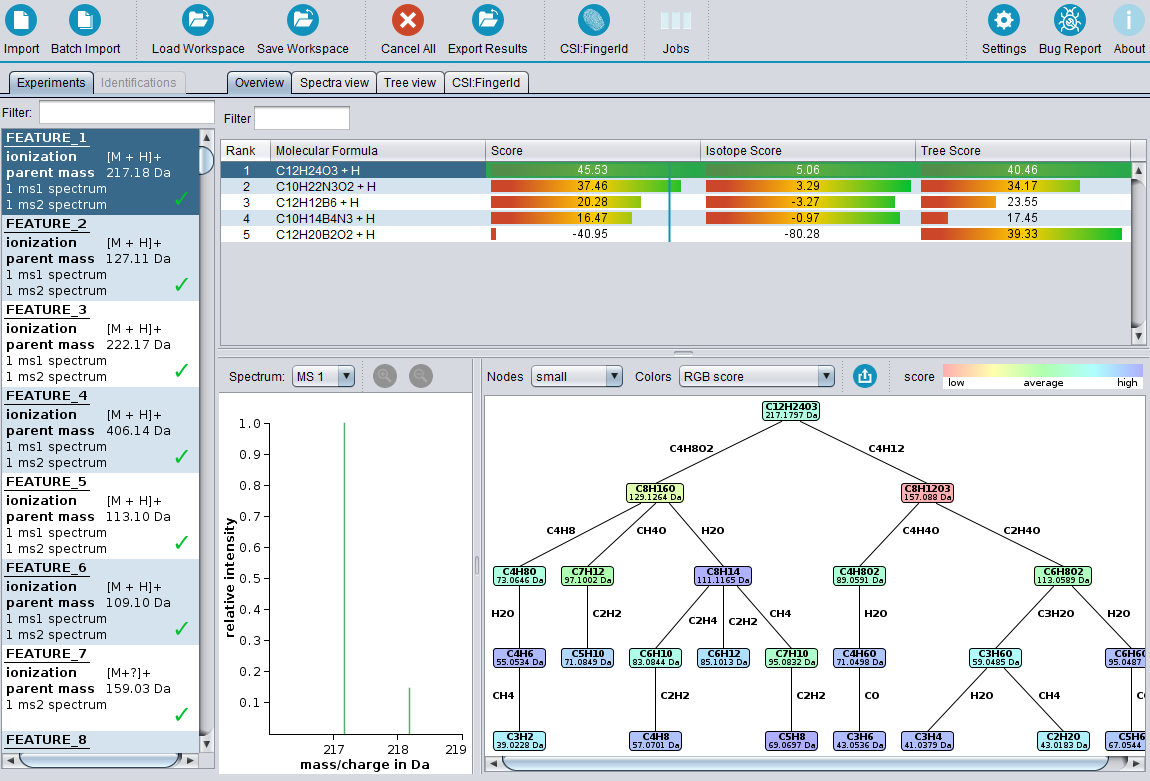 Import Batch Import Load Workspace Save Workspace Cancel All Export Results CSI:FingerId Jobs Settings Bug Report About
Experiments Identifications Overview Spectra view Tree view CSI:FingerId
Filter: Filter
FEATURE_1
ionization [M + H]+
parent mass 217.18 Da
1 ms1 spectrum
1 ms2 spectrum
FEATURE_2
ionization [M + H]+
parent mass 127.11 Da
1 ms1 spectrum
1 ms2 spectrum
FEATURE_3
ionization [M + H]+
parent mass 222.17 Da
1 ms1 spectrum
1 ms2 spectrum
FEATURE_4
ionization [M + H]+
parent mass 406.14 Da
1 ms1 spectrum
1 ms2 spectrum
FEATURE_5
ionization [M + H]+
parent mass 113.10 Da
1 ms1 spectrum
1 ms2 spectrum
FEATURE_6
ionization [M + H]+
parent mass 109.10 Da
1 ms1 spectrum
1 ms2 spectrum
FEATURE_7
ionization [M+?]+
parent mass 159.03 Da
1 ms2 spectrum
FEATURE_8
Rank Molecular Formula Score Isotope Score Tree Score
1 C12H24O3 + H 45.53 5.06 40.46
2 C10H22N3O2 + H 37.46 3.29 34.17
3 C12H12B6 + H 20.28 -3.27 23.55
4 C10H14B4N3 + H 16.47 -0.97 17.45
5 C12H20B2O2 + H -40.95 -80.28 39.33
Spectrum: MS 1
1.0
0.9
0.8
0.7
0.6
0.5
0.4
0.3
0.2
0.1
relative intensity
217 218 219
mass/charge in Da
Nodes small Colors RGB score score low average high
C12H24O3
217.1797 Da
C4H8O2 C4H12
C8H16O C8H12O3
129.1264 Da 157.088 Da
C4H8 CH4O H2O C4H4O C2H4O
C4H8O C7H12 C8H14 C4H8O2 C6H8O2
73.0646 Da 97.1002 Da 111.1165 Da 89.0591 Da 113.0589 Da
H2O C2H2 C2H4 C2H2 CH4 H2O C3H2O H2O
C4H6 C5H10 C6H10 C6H12 C7H10 C4H6O C3H6O C6H6O
55.0534 Da 71.0849 Da 83.0844 Da 85.1013 Da 95.0832 Da 71.0498 Da 59.0485 Da 95.0487
CH4 C2H2 C2H2 CO H2O CH4
C3H2 C4H8 C5H8 C3H6 C3H4 C2H2O C5H6
39.0228 Da 57.0701 Da 69.0697 Da 43.0536 Da 41.0379 Da 43.0183 Da 67.0544